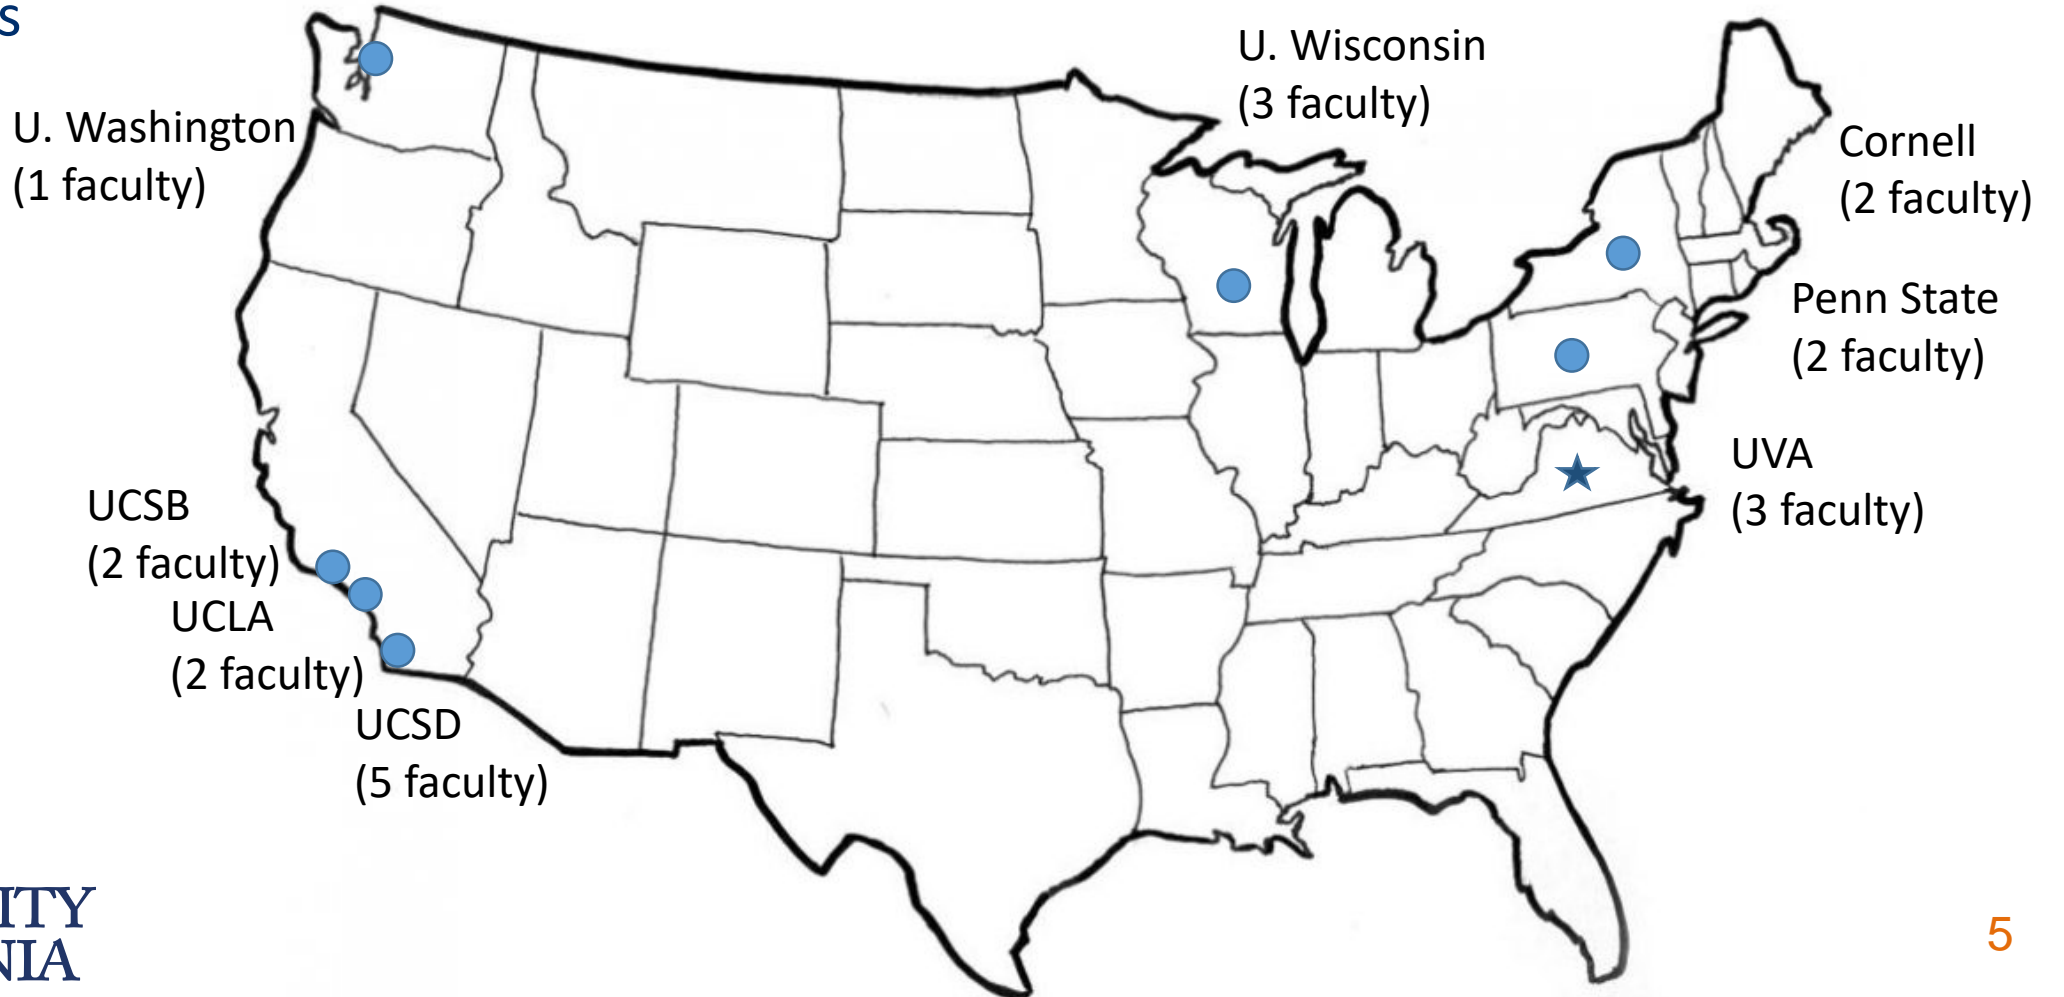 s
U. Washington
(1 faculty)
U. Wisconsin
(3 faculty)
Cornell
(2 faculty)
Penn State
(2 faculty)
UVA
(3 faculty)
UCSB
(2 faculty)
UCLA
(2 faculty)
UCSD
(5 faculty)
ITY
NIA
5